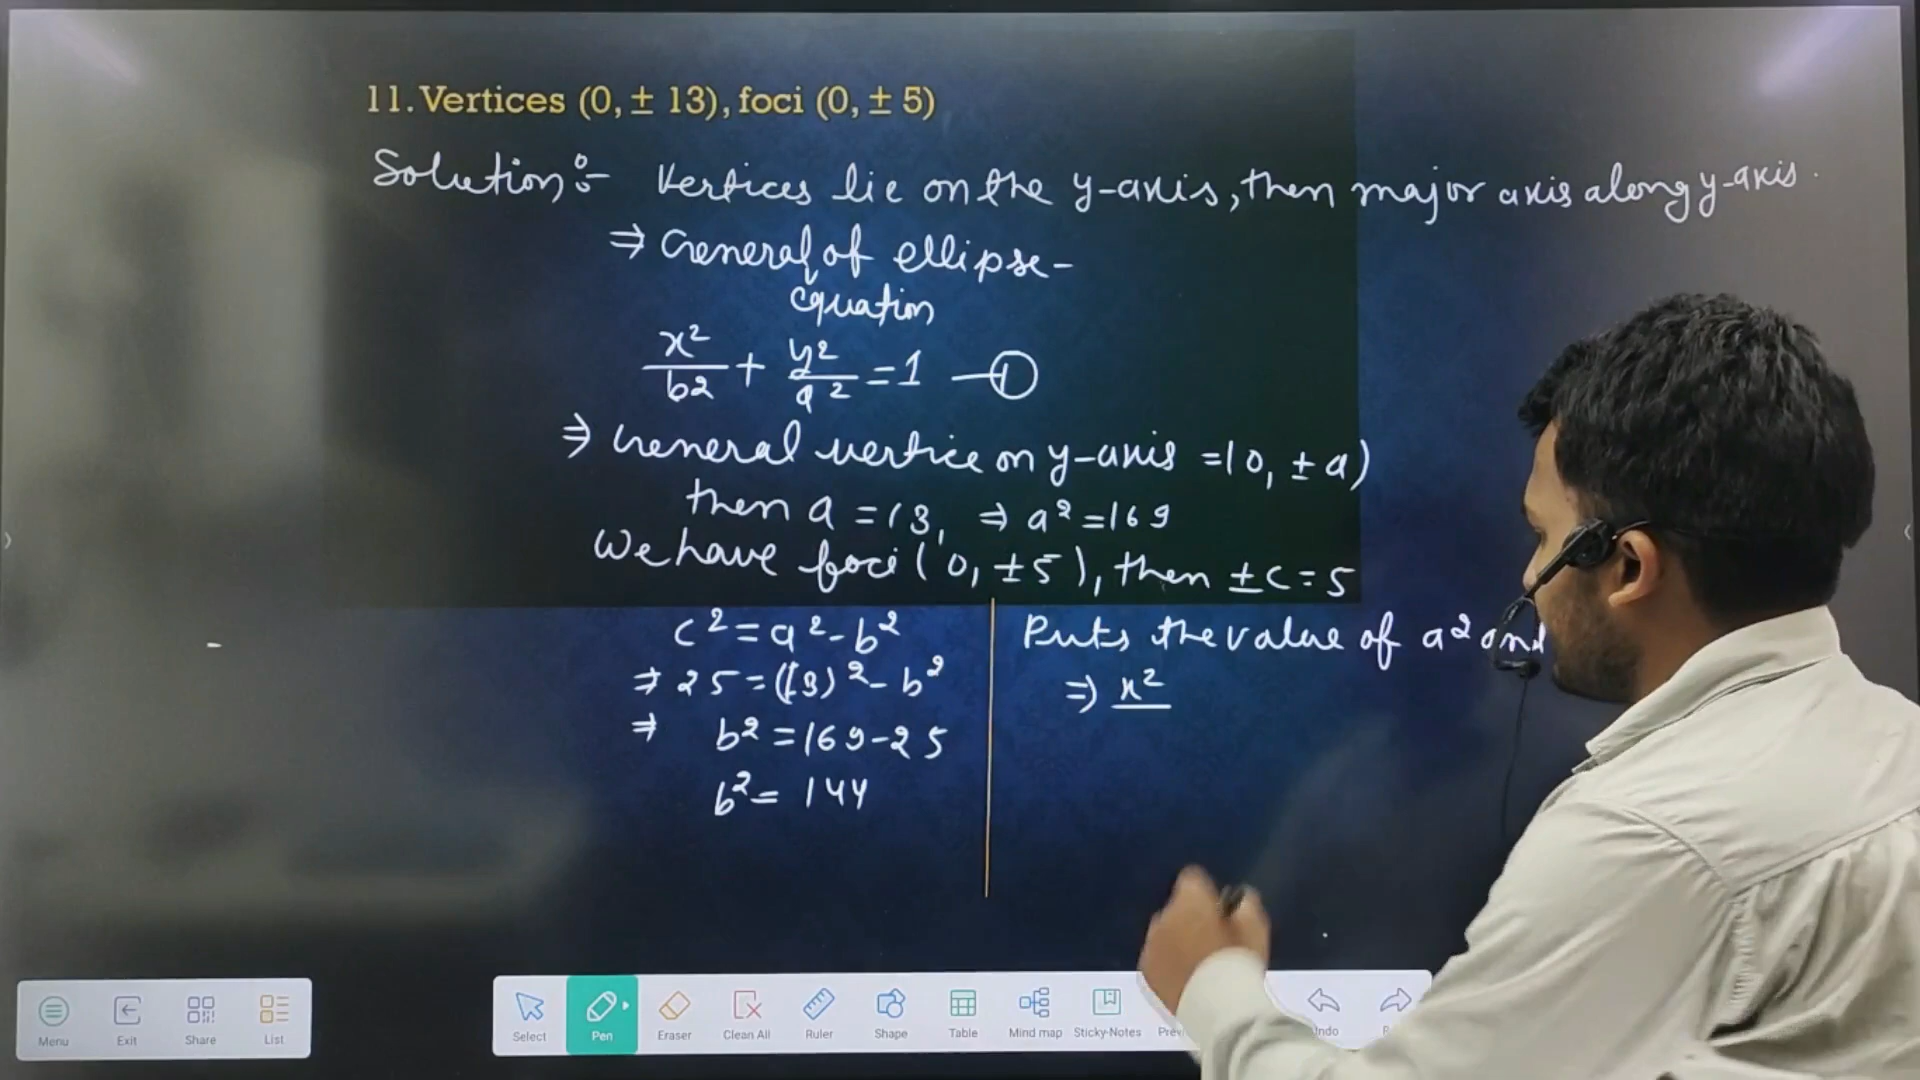 11. Vertices (0, ± 13), foci (0, ± 5)
Solution:- Vertices lie on the y-axis, then major axis along y-axis.
⇒ General of ellipse-
equation
x²/b² + y²/a² = 1 —①
⇒ General vertice on y-axis = (0, ± a)
then a = 13, ⇒ a² = 169
We have foci (0, ±5), then ±c = 5
c² = a² - b²
⇒ 25 = (13)² - b²
⇒ b² = 169 - 25
b² = 144
Puts the value of a² and
⇒ x²
Menu
Exit
Share
List
Select
Pen
Eraser
Clean All
Ruler
Shape
Table
Mind map
Sticky-Notes